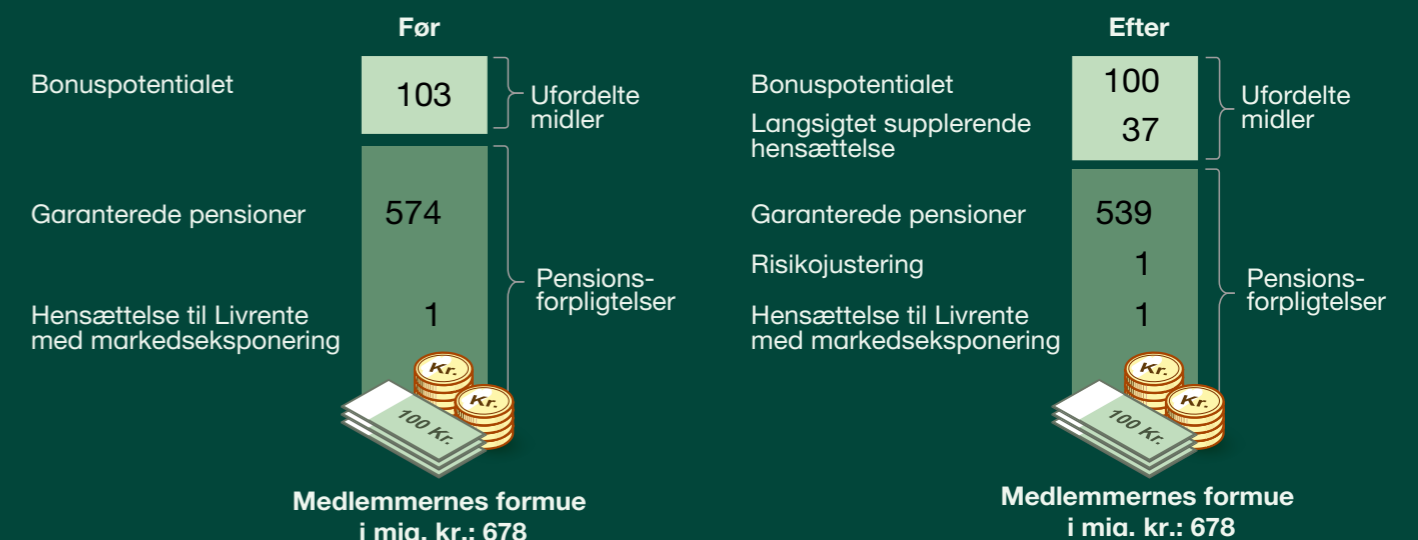 Før
Bonuspotentialet
103
Ufordelte
midler
Garanterede pensioner
574
Pensions-
forpligtelser
Hensættelse til Livrente
med markedseksponering
1
Kr.
Kr.
100 Kr.
Medlemmernes formue
i mia. kr.: 678
Efter
Bonuspotentialet
100
Langsigtet supplerende
hensættelse
37
Ufordelte
midler
Garanterede pensioner
539
Risikojustering
1
Pensions-
forpligtelser
Hensættelse til Livrente
med markedseksponering
1
Kr.
Kr.
100 Kr.
Medlemmernes formue
i mia. kr.: 678